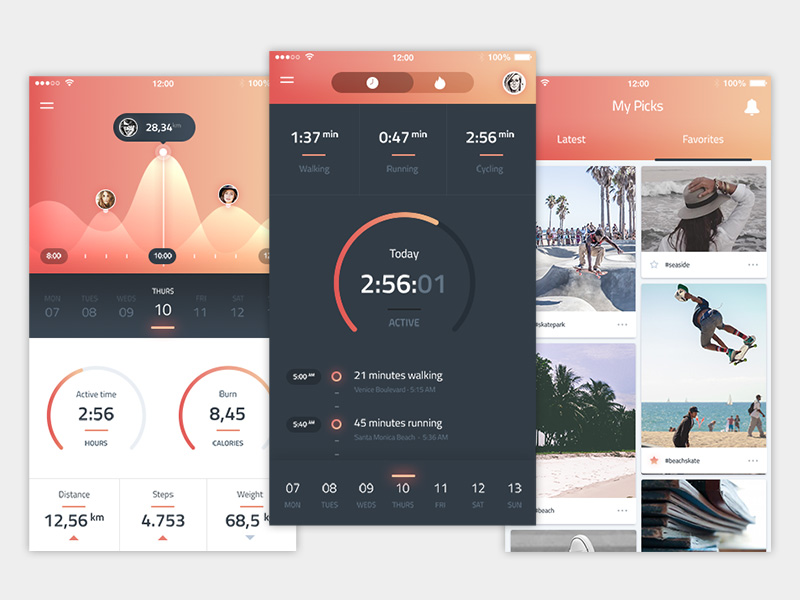 12:00
100%
28,34 km
8:00
10:00
THURS
MON TUES WEDS FRI SAT
07 08 09 10 11 12
Active time
2:56
HOURS
Burn
8,45
CALORIES
Distance
Steps
Weight
12,56 km
4.753
68,5
12:00
100%
1:37 min
0:47 min
2:56 min
Walking
Running
Cycling
Today
2:56:01
ACTIVE
5:00 AM
21 minutes walking
Venice Boulevard - 5:15 AM
5:40 AM
45 minutes running
Santa Monica Beach - 5:36 AM
07 08 09 10 11 12 13
MON TUES WEDS THURS FRI SAT SUN
12:00
100%
My Picks
Latest
Favorites
#skatepark
#beach
#seaside
#beachskate